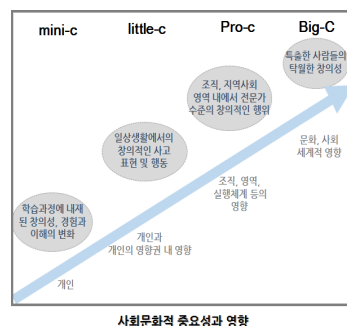 mini-c
little-c
Pro-c
Big-C
특출한 사람들의
탁월한 창의성
조직, 지역사회
영역 내에서 전문가
수준의 창의적인 행위
일상생활에서의
창의적인 사고
표현 및 행동
학습과정에 내재
된 창의성, 경험과
이해의 변화
문화, 사회
세계적 영향
조직, 영역,
실행체계 등의
영향
개인과
개인의 영향권 내 영향
개인
사회문화적 중요성과 영향